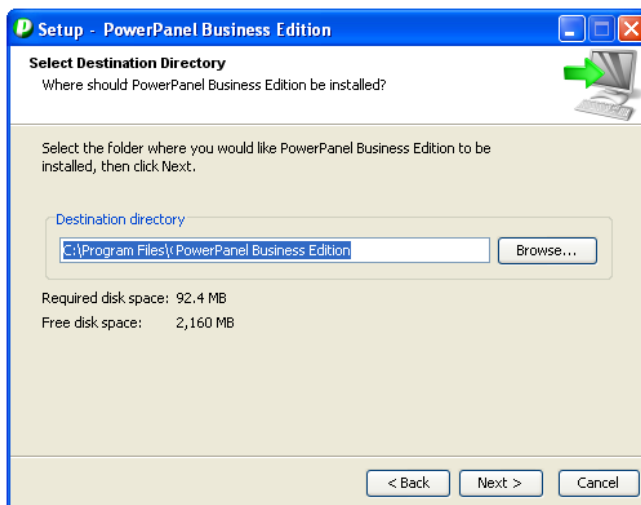 Setup - PowerPanel Business Edition
Select Destination Directory
Where should PowerPanel Business Edition be installed?
Select the folder where you would like PowerPanel Business Edition to be
installed, then click Next.
Destination directory
C:\Program Files\(PowerPanel Business Edition
Browse...
Required disk space: 92.4 MB
Free disk space: 2,160 MB
< Back
Next >
Cancel